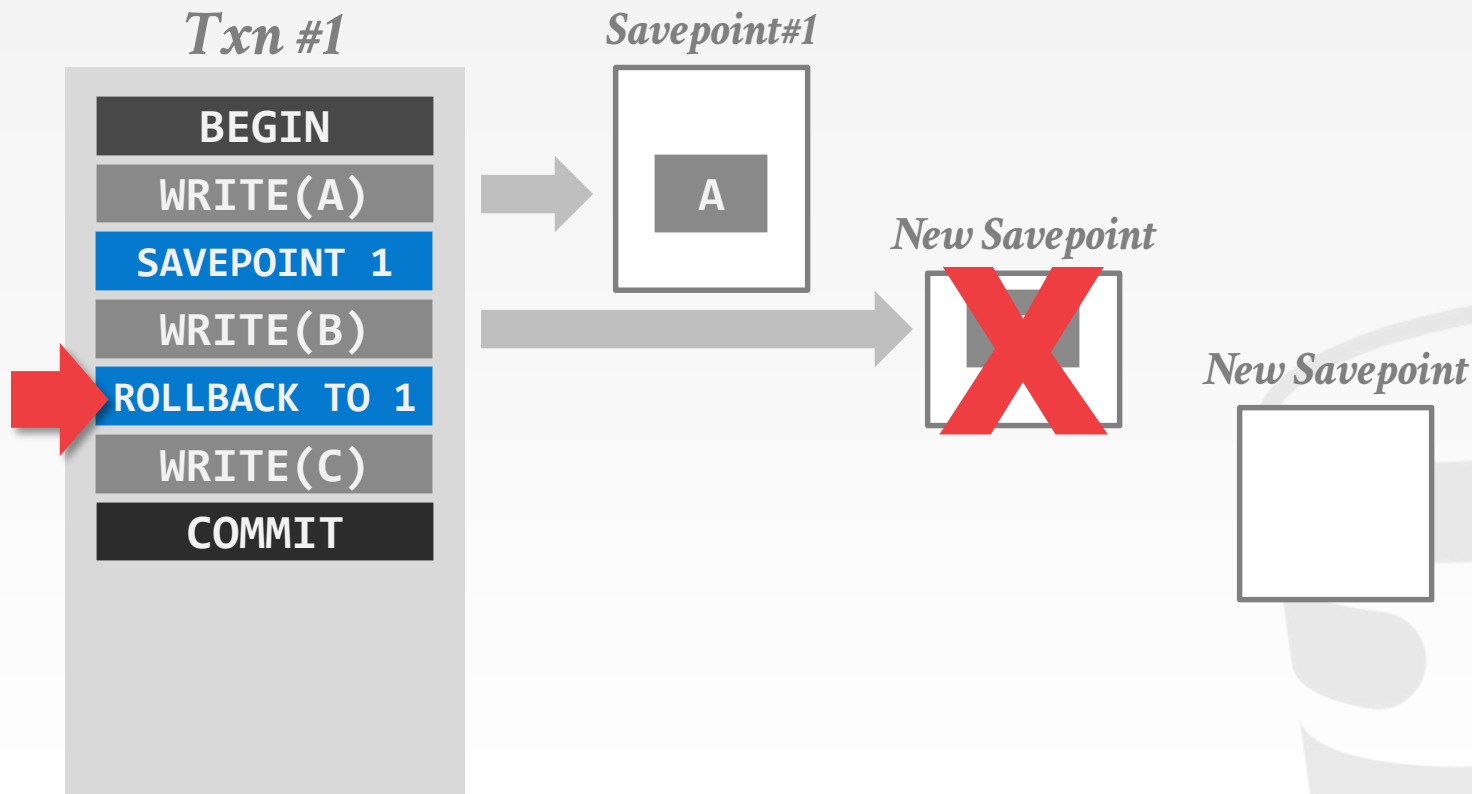 Txn #1
BEGIN
WRITE(A)
SAVEPOINT 1
WRITE(B)
ROLLBACK TO 1
WRITE(C)
COMMIT
Savepoint#1
A
New Savepoint
New Savepoint